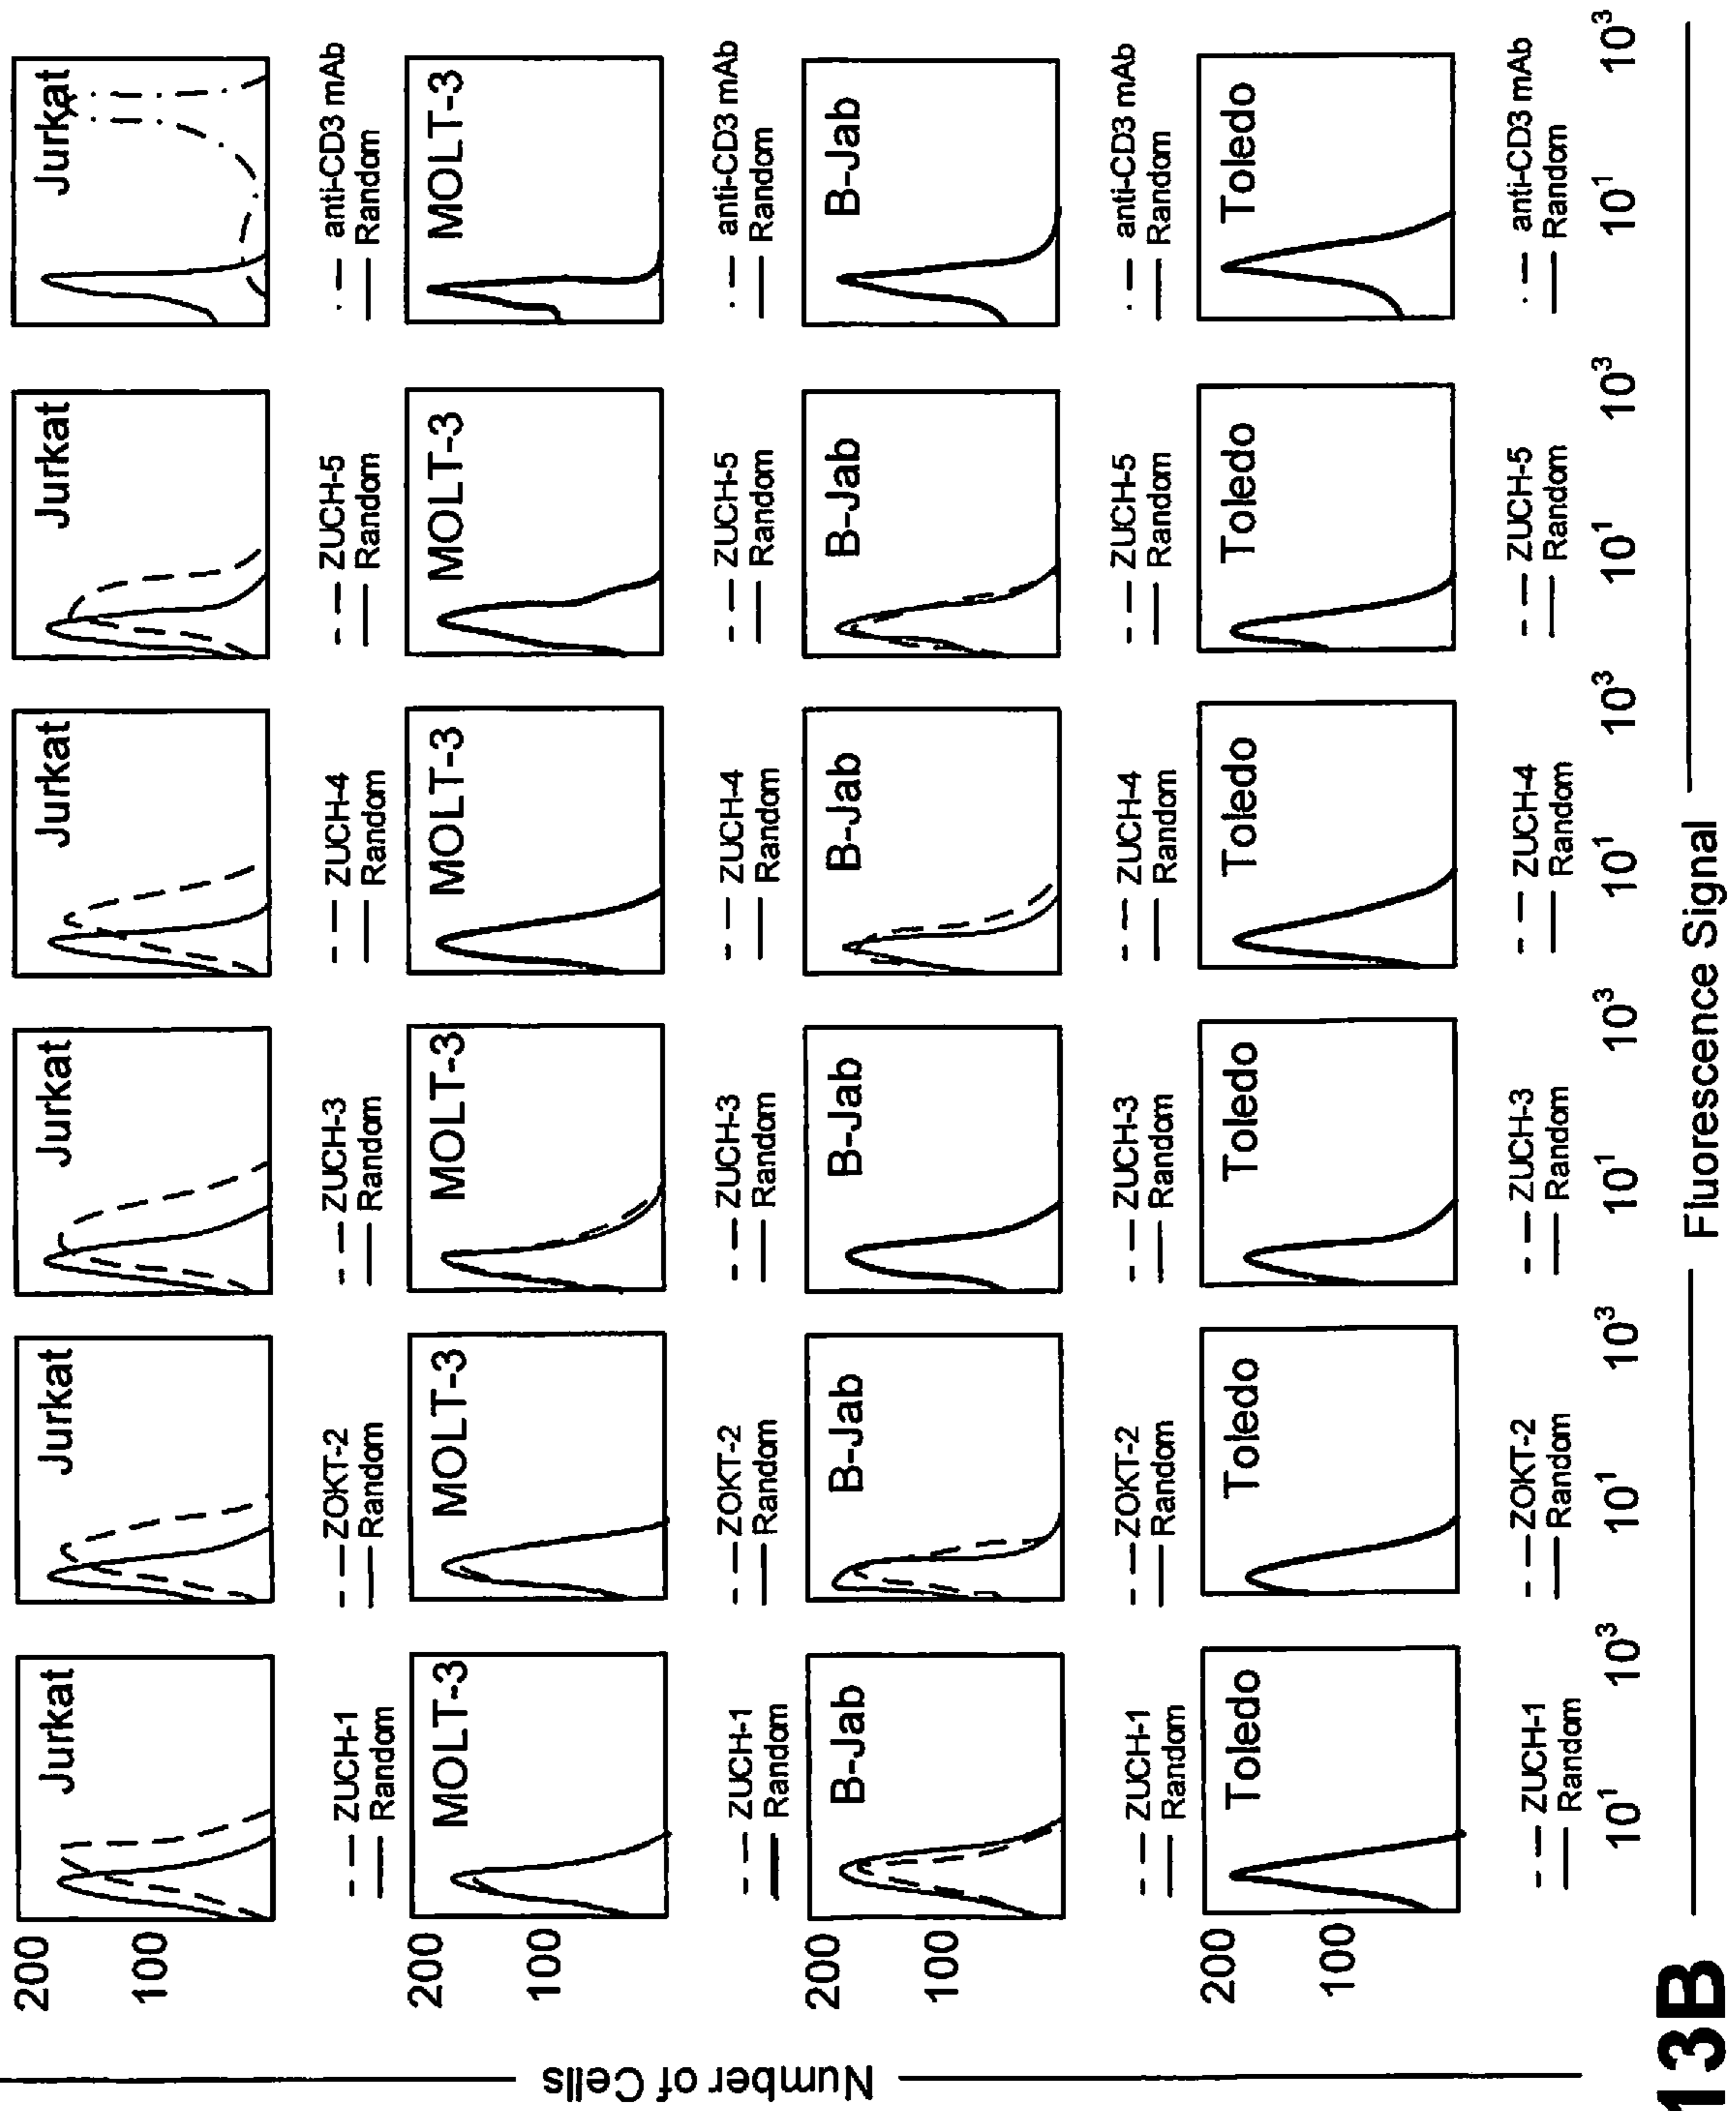 Number of Cells
200
100
Jurkat
Jurkat
Jurkat
Jurkat
Jurkat
Jurkat
– — ZUCH-1
— Random
– — ZOKT-2
— Random
– — ZUCH-3
— Random
– — ZUCH-4
— Random
– — ZUCH-5
— Random
· — anti-CD3 mAb
— Random
200
100
MOLT-3
MOLT-3
MOLT-3
MOLT-3
MOLT-3
MOLT-3
– — ZUCH-1
— Random
– — ZOKT-2
— Random
– — ZUCH-3
— Random
– — ZUCH-4
— Random
– — ZUCH-5
— Random
· — anti-CD3 mAb
— Random
200
100
B-Jab
B-Jab
B-Jab
B-Jab
B-Jab
B-Jab
– — ZUCH-1
— Random
– — ZOKT-2
— Random
– — ZUCH-3
— Random
– — ZUCH-4
— Random
– — ZUCH-5
— Random
· — anti-CD3 mAb
— Random
200
100
Toledo
Toledo
Toledo
Toledo
Toledo
Toledo
– — ZUCH-1
— Random
– — ZOKT-2
— Random
– — ZUCH-3
— Random
– — ZUCH-4
— Random
– — ZUCH-5
— Random
· — anti-CD3 mAb
— Random
10¹ 10³ 10¹ 10³ 10¹ 10³ 10¹ 10³ 10¹ 10³ 10¹ 10³
Fluorescence Signal
13B